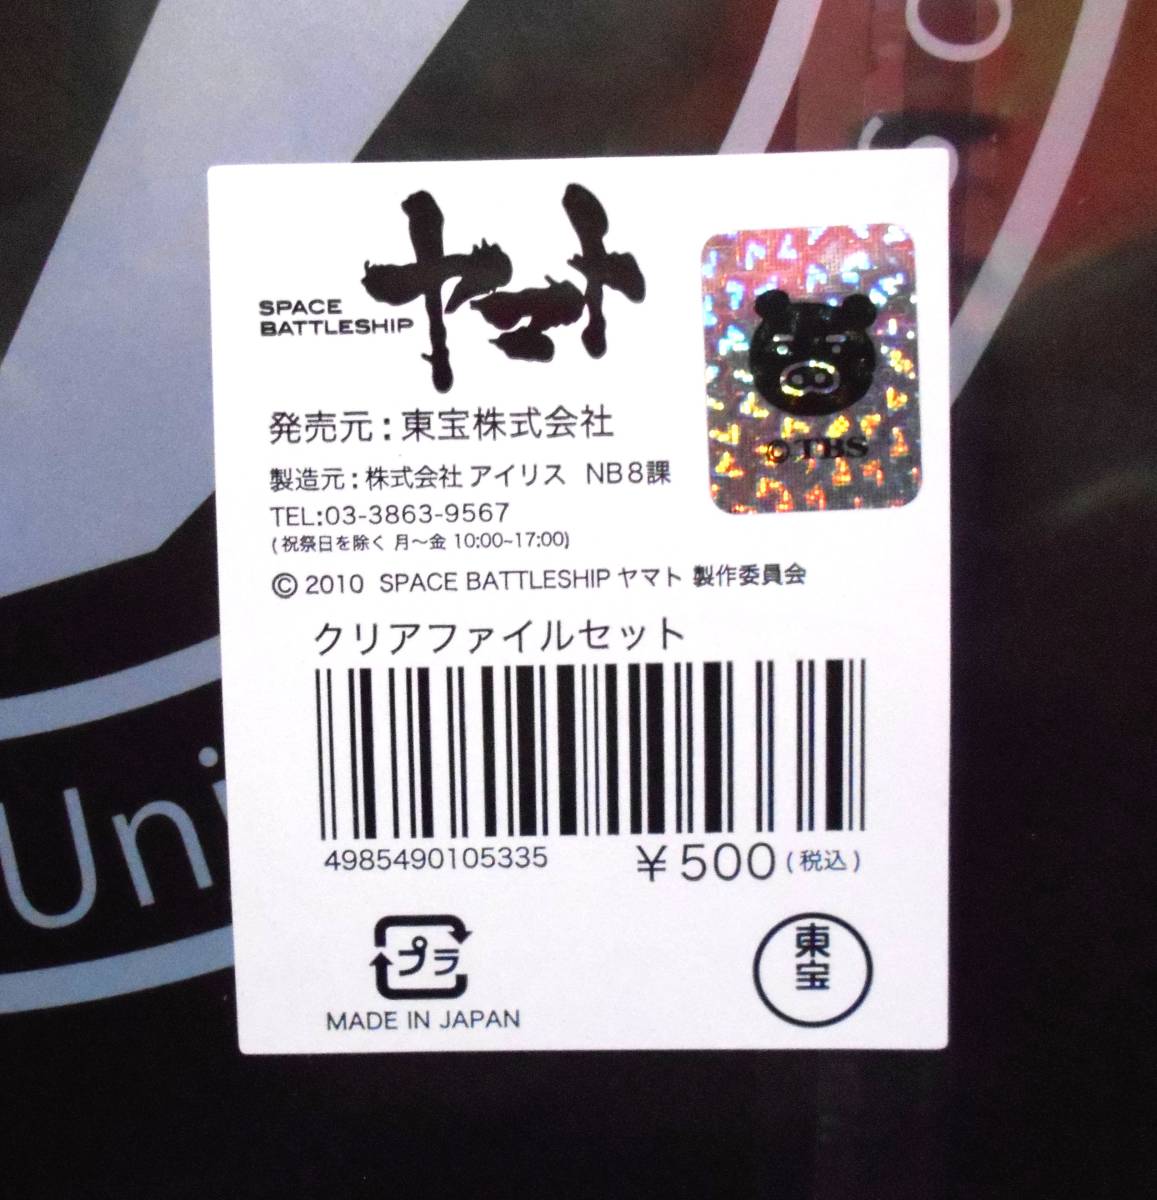 SPACE
BATTLESHIP
ヤマト
発売元:東宝株式会社
製造元:株式会社 アイリス NB8課
TEL:03-3863-9567
(祝祭日を除く 月〜金 10:00~17:00)
© 2010 SPACE BATTLESHIP ヤマト 製作委員会
©TBS
クリアファイルセット
4985490105335
¥500(税込)
プラ
MADE IN JAPAN
東宝
Uni